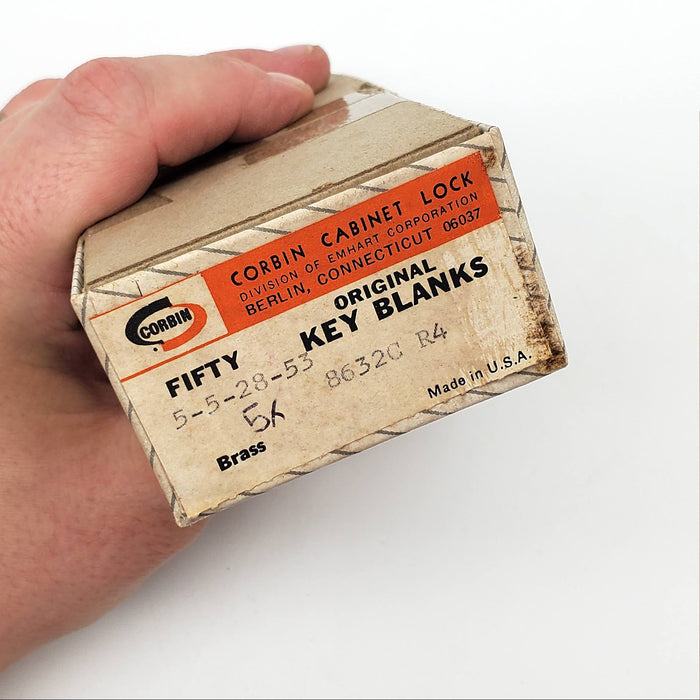 CORBIN CABINET LOCK
DIVISION OF EMHART CORPORATION
BERLIN, CONNECTICUT 06037
CORBIN
ORIGINAL
FIFTY KEY BLANKS
5-5-28-53 8632C R4
5X
Brass Made in U.S.A.